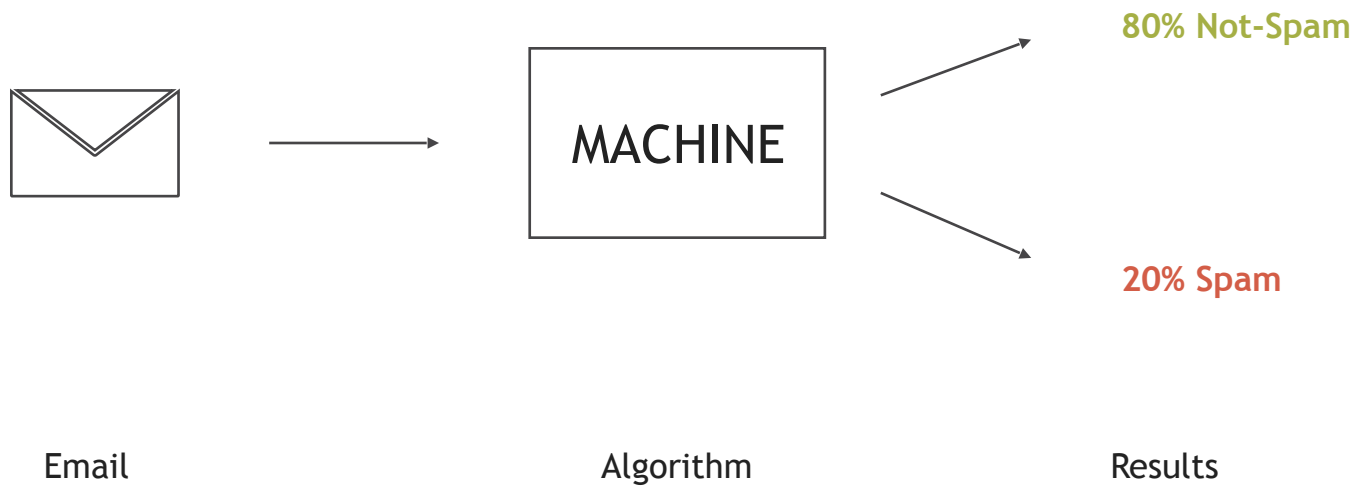 80% Not-Spam
MACHINE
20% Spam
Email
Algorithm
Results